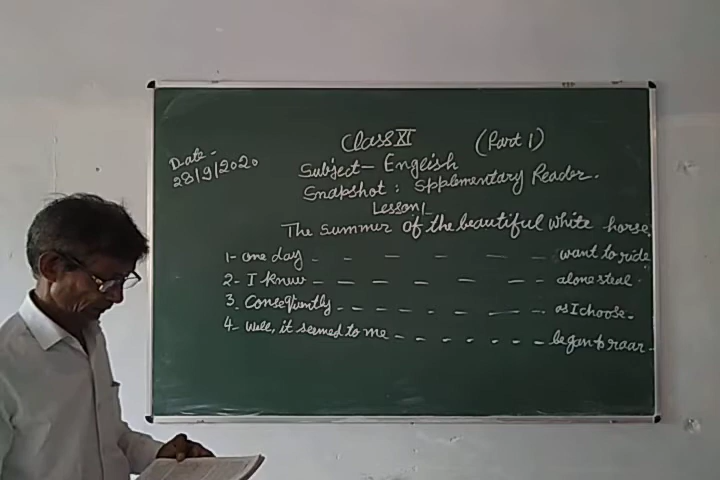 Class XI (Part 1)
Date - 28/9/2020
Subject - English
Snapshot : Spplementary Reader.
Lesson 1
The Summer of the beautiful white horse.
1- one day - - - - - - want to ride
2- I knew - - - - - - alone steal.
3. Consequently - - - - - - as I choose.
4- Well, it seemed to me - - - - - - - began to raar -